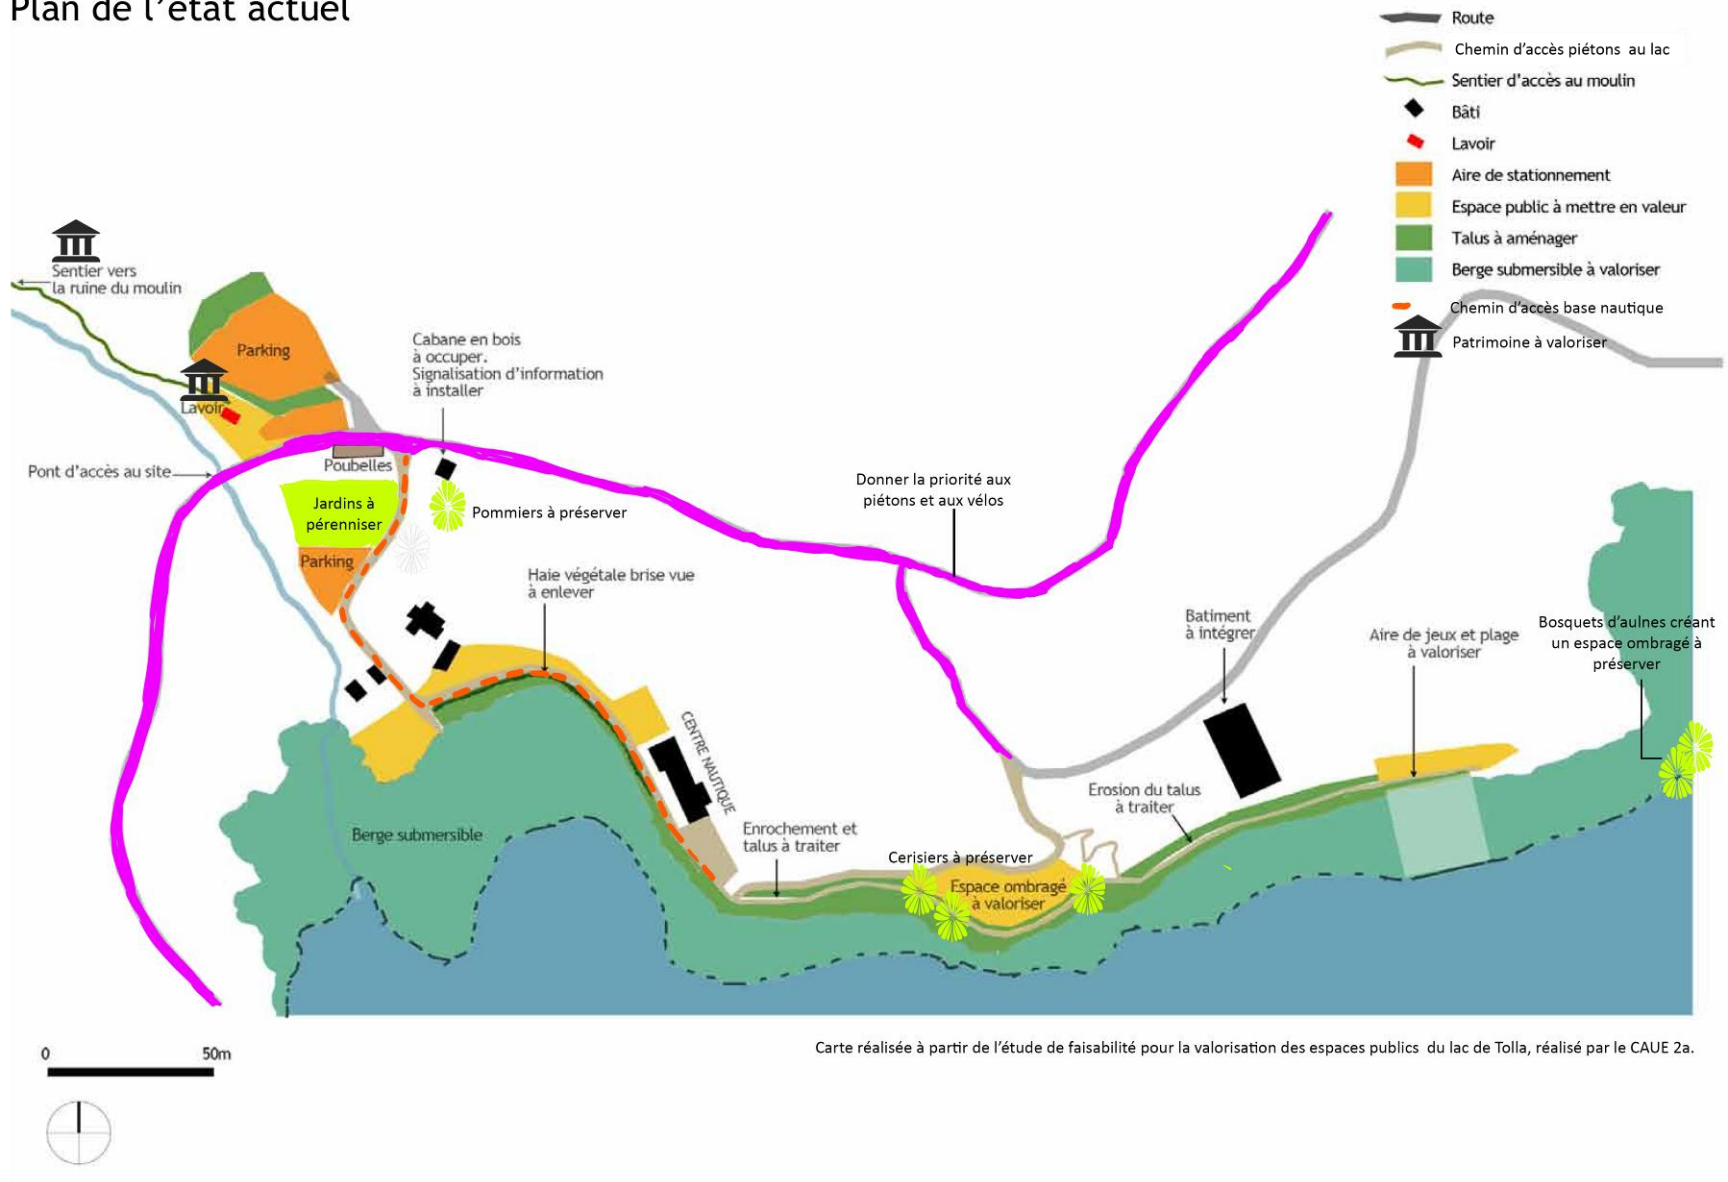 Plan de l'état actuel
Route
Chemin d'accès piétons au lac
Sentier d'accès au moulin
Bâti
Lavoir
Aire de stationnement
Espace public à mettre en valeur
Talus à aménager
Berge submersible à valoriser
Chemin d'accès base nautique
Patrimoine à valoriser
Sentier vers
la ruine du moulin
Parking
Lavoir
Cabane en bois
à occuper.
Signalisation d'information
à installer
Pont d'accès au site
Poubelles
Jardins à
pérenniser
Pommiers à préserver
Parking
Donner la priorité aux
piétons et aux vélos
Haie végétale brise vue
à enlever
Batiment
à intégrer
Aire de jeux et plage
à valoriser
Bosquets d'aulnes créant
un espace ombragé à
préserver
CENTRE NAUTIQUE
Berge submersible
Enrochement et
talus à traiter
Erosion du talus
à traiter
Cerisiers à préserver
Espace ombragé
à valoriser
0 50m
Carte réalisée à partir de l'étude de faisabilité pour la valorisation des espaces publics du lac de Tolla, réalisé par le CAUE 2a.